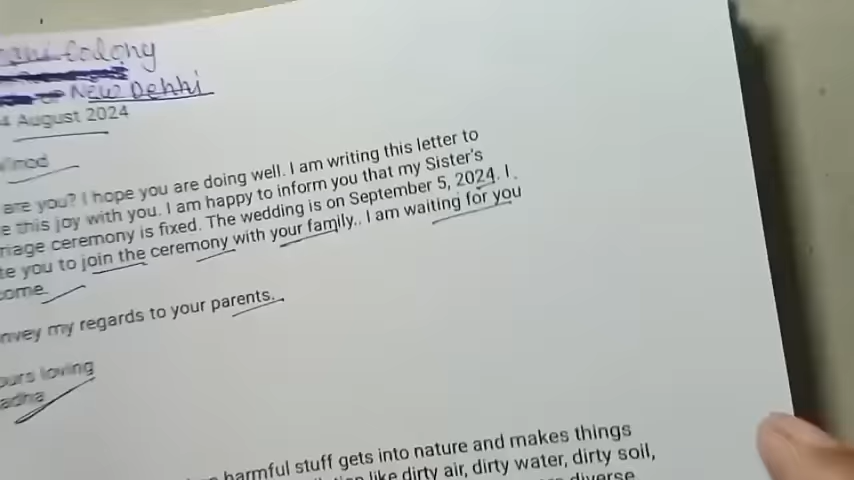 Colony
New Dehhi
4 August 2024
are you? I hope you are doing well. I am writing this letter to
e this joy with you. I am happy to inform you that my Sister's
riage ceremony is fixed. The wedding is on September 5, 2024. I.
te you to join the ceremony with your family.. I am waiting for you
ome.
nvey my regards to your parents.
ours loving
adha
harmful stuff gets into nature and makes things
like dirty air, dirty water, dirty soil,
diverse